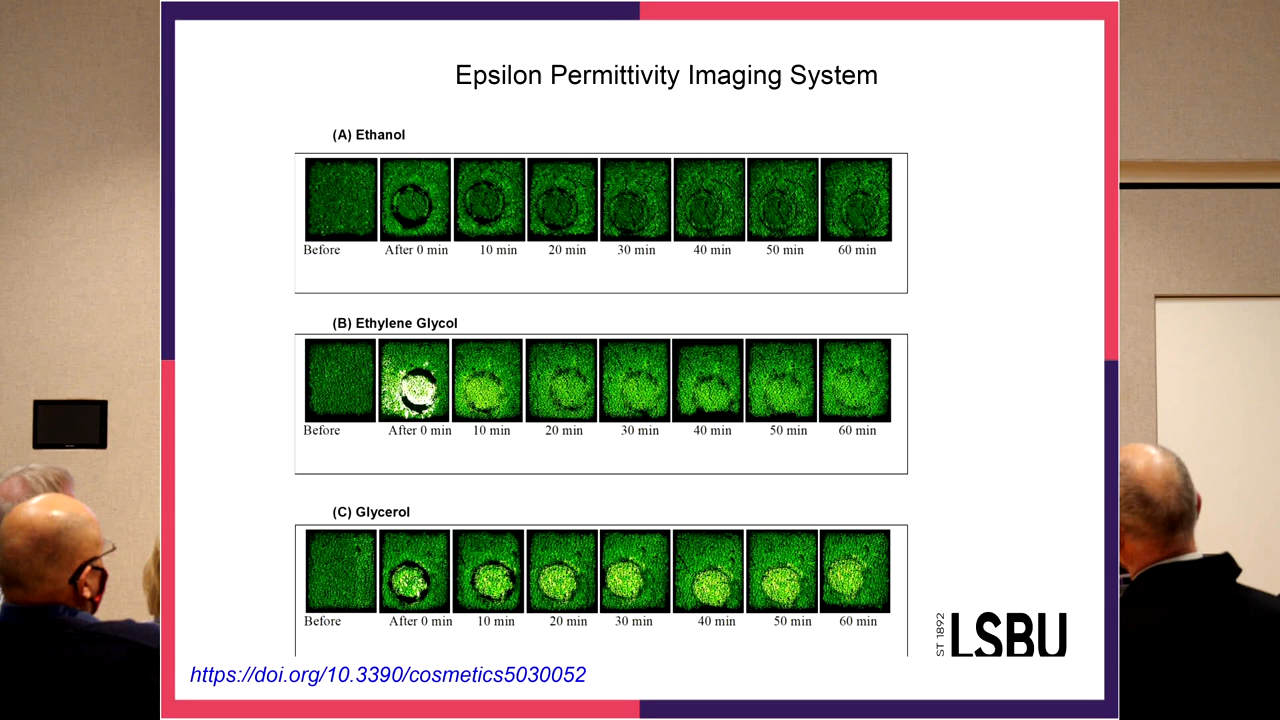 Epsilon Permittivity Imaging System
(A) Ethanol
Before After 0 min 10 min 20 min 30 min 40 min 50 min 60 min
(B) Ethylene Glycol
Before After 0 min 10 min 20 min 30 min 40 min 50 min 60 min
(C) Glycerol
Before After 0 min 10 min 20 min 30 min 40 min 50 min 60 min
ST 1892
LSBU
https://doi.org/10.3390/cosmetics5030052